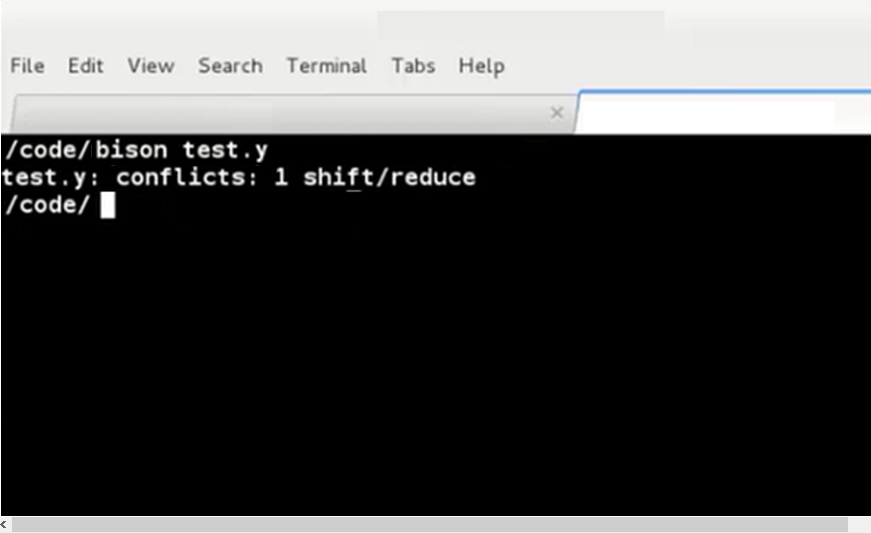 File Edit View Search Terminal Tabs Help
×
/code/bison test.y
test.y: conflicts: 1 shift/reduce
/code/